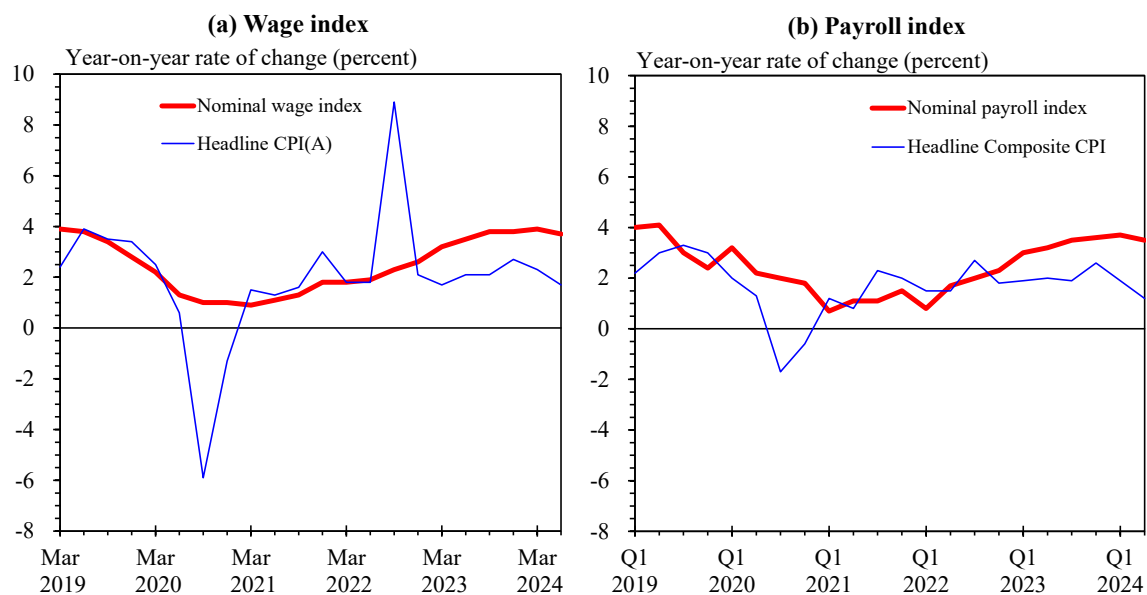 (a) Wage index
Year-on-year rate of change (percent)
10
8
6
4
2
0
-2
-4
-6
-8
Nominal wage index
Headline CPI(A)
Mar Mar Mar Mar Mar Mar
2019 2020 2021 2022 2023 2024
(b) Payroll index
Year-on-year rate of change (percent)
10
8
6
4
2
0
-2
-4
-6
-8
Nominal payroll index
Headline Composite CPI
Q1 Q1 Q1 Q1 Q1 Q1
2019 2020 2021 2022 2023 2024